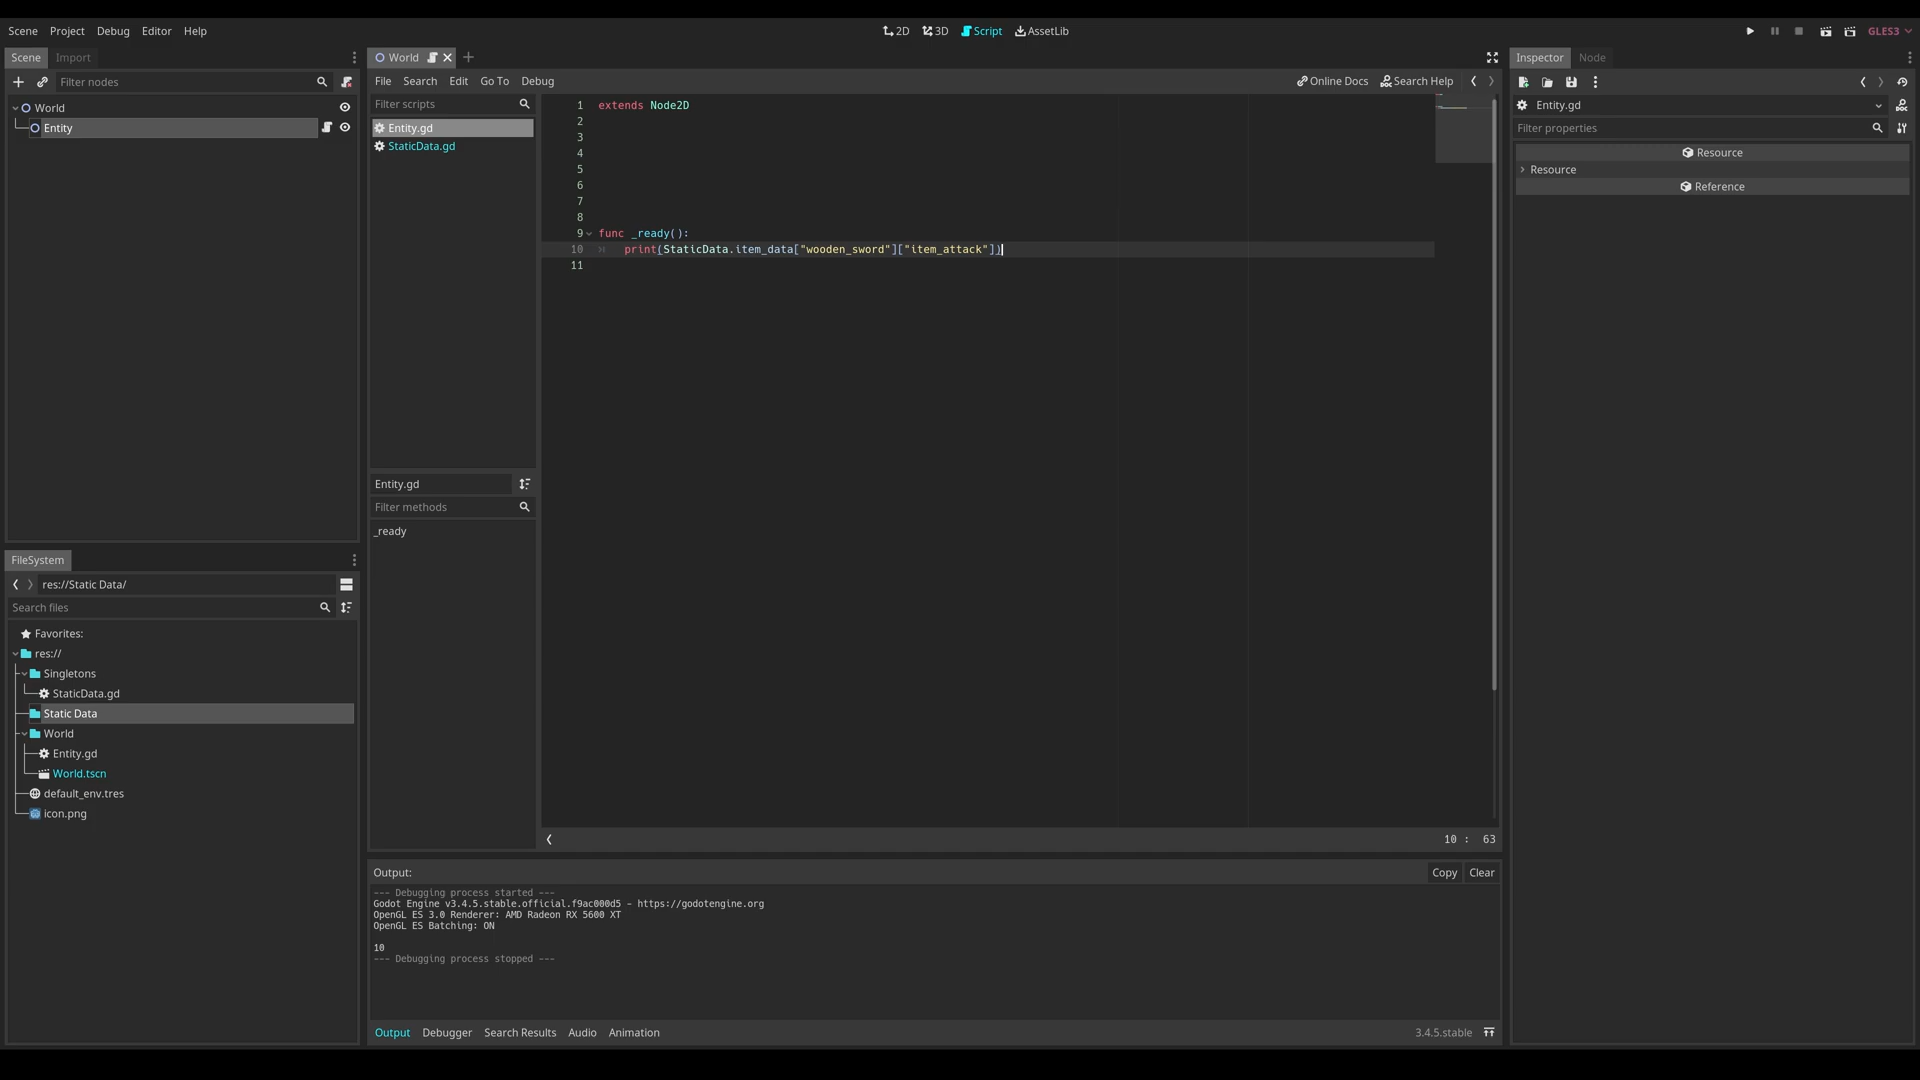 Scene Project Debug Editor Help
2D 3D Script AssetLib
GLES3
Scene Import
Filter nodes
World
Entity
FileSystem
res://Static Data/
Search files
Favorites:
res://
Singletons
StaticData.gd
Static Data
World
Entity.gd
World.tscn
default_env.tres
icon.png
World
File Search Edit Go To Debug
Online Docs Search Help
Filter scripts
Entity.gd
StaticData.gd
Entity.gd
Filter methods
_ready
1 extends Node2D
2
3
4
5
6
7
8
9 func _ready():
10 print(StaticData.item_data["wooden_sword"]["item_attack"])
11
10 : 63
Output:
Copy Clear
--- Debugging process started ---
Godot Engine v3.4.5.stable.official.f9ac000d5 - https://godotengine.org
OpenGL ES 3.0 Renderer: AMD Radeon RX 5600 XT
OpenGL ES Batching: ON
10
--- Debugging process stopped ---
Output Debugger Search Results Audio Animation
3.4.5.stable
Inspector Node
Entity.gd
Filter properties
Resource
Resource
Reference